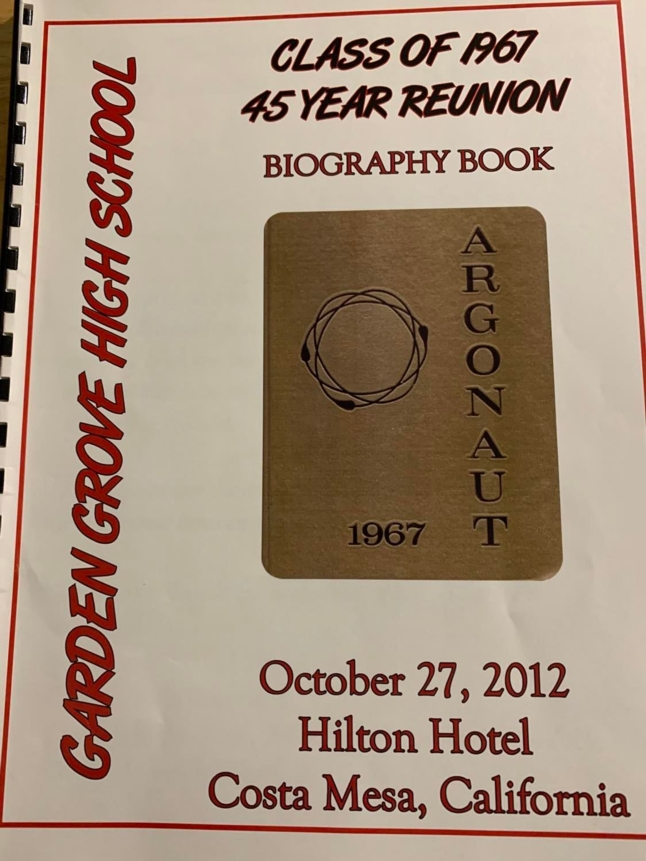 CLASS OF 1967
45 YEAR REUNION
BIOGRAPHY BOOK
GARDEN GROVE HIGH SCHOOL
ARGONAUT
1967
October 27, 2012
Hilton Hotel
Costa Mesa, California